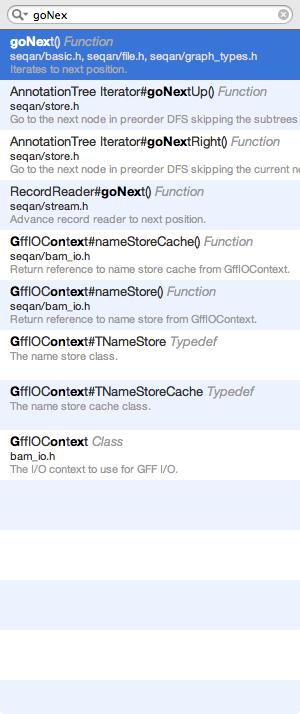 goNex
goNext() Function
seqan/basic.h, seqan/file.h, seqan/graph_types.h
Iterates to next position.
AnnotationTree Iterator#goNextUp() Function
seqan/store.h
Go to the next node in preorder DFS skipping the subtrees
AnnotationTree Iterator#goNextRight() Function
seqan/store.h
Go to the next node in preorder DFS skipping the current n
RecordReader#goNext() Function
seqan/stream.h
Advance record reader to next position.
GffIOContext#nameStoreCache() Function
seqan/bam_io.h
Return reference to name store cache from GffIOContext.
GffIOContext#nameStore() Function
seqan/bam_io.h
Return reference to name store from GffIOContext.
GffIOContext#TNameStore Typedef
The name store class.
GffIOContext#TNameStoreCache Typedef
The name store cache class.
GffIOContext Class
bam_io.h
The I/O context to use for GFF I/O.